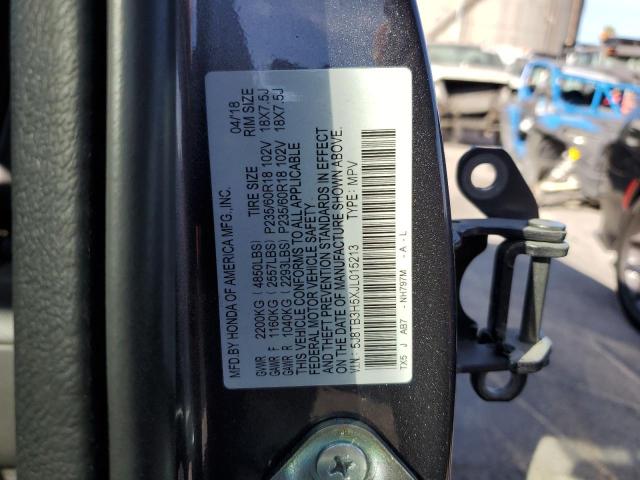 MFD.BY HONDA OF AMERICA MFG.,INC. 04/18
TIRE SIZE RIM SIZE
GVWR 2200KG (4850LBS)
GAWR F 1160KG (2557LBS) P235/60R18 102V 18X7.5J
GAWR R 1040KG (2293LBS) P235/60R18 102V 18X7.5J
THIS VEHICLE CONFORMS TO ALL APPLICABLE
FEDERAL MOTOR VEHICLE SAFETY
AND THEFT PREVENTION STANDARDS IN EFFECT
ON THE DATE OF MANUFACTURE SHOWN ABOVE.
V.I.N.: 5J8TB3H5XJL015213 TYPE: MPV
TX5 J AB7 - NH797M - A - L